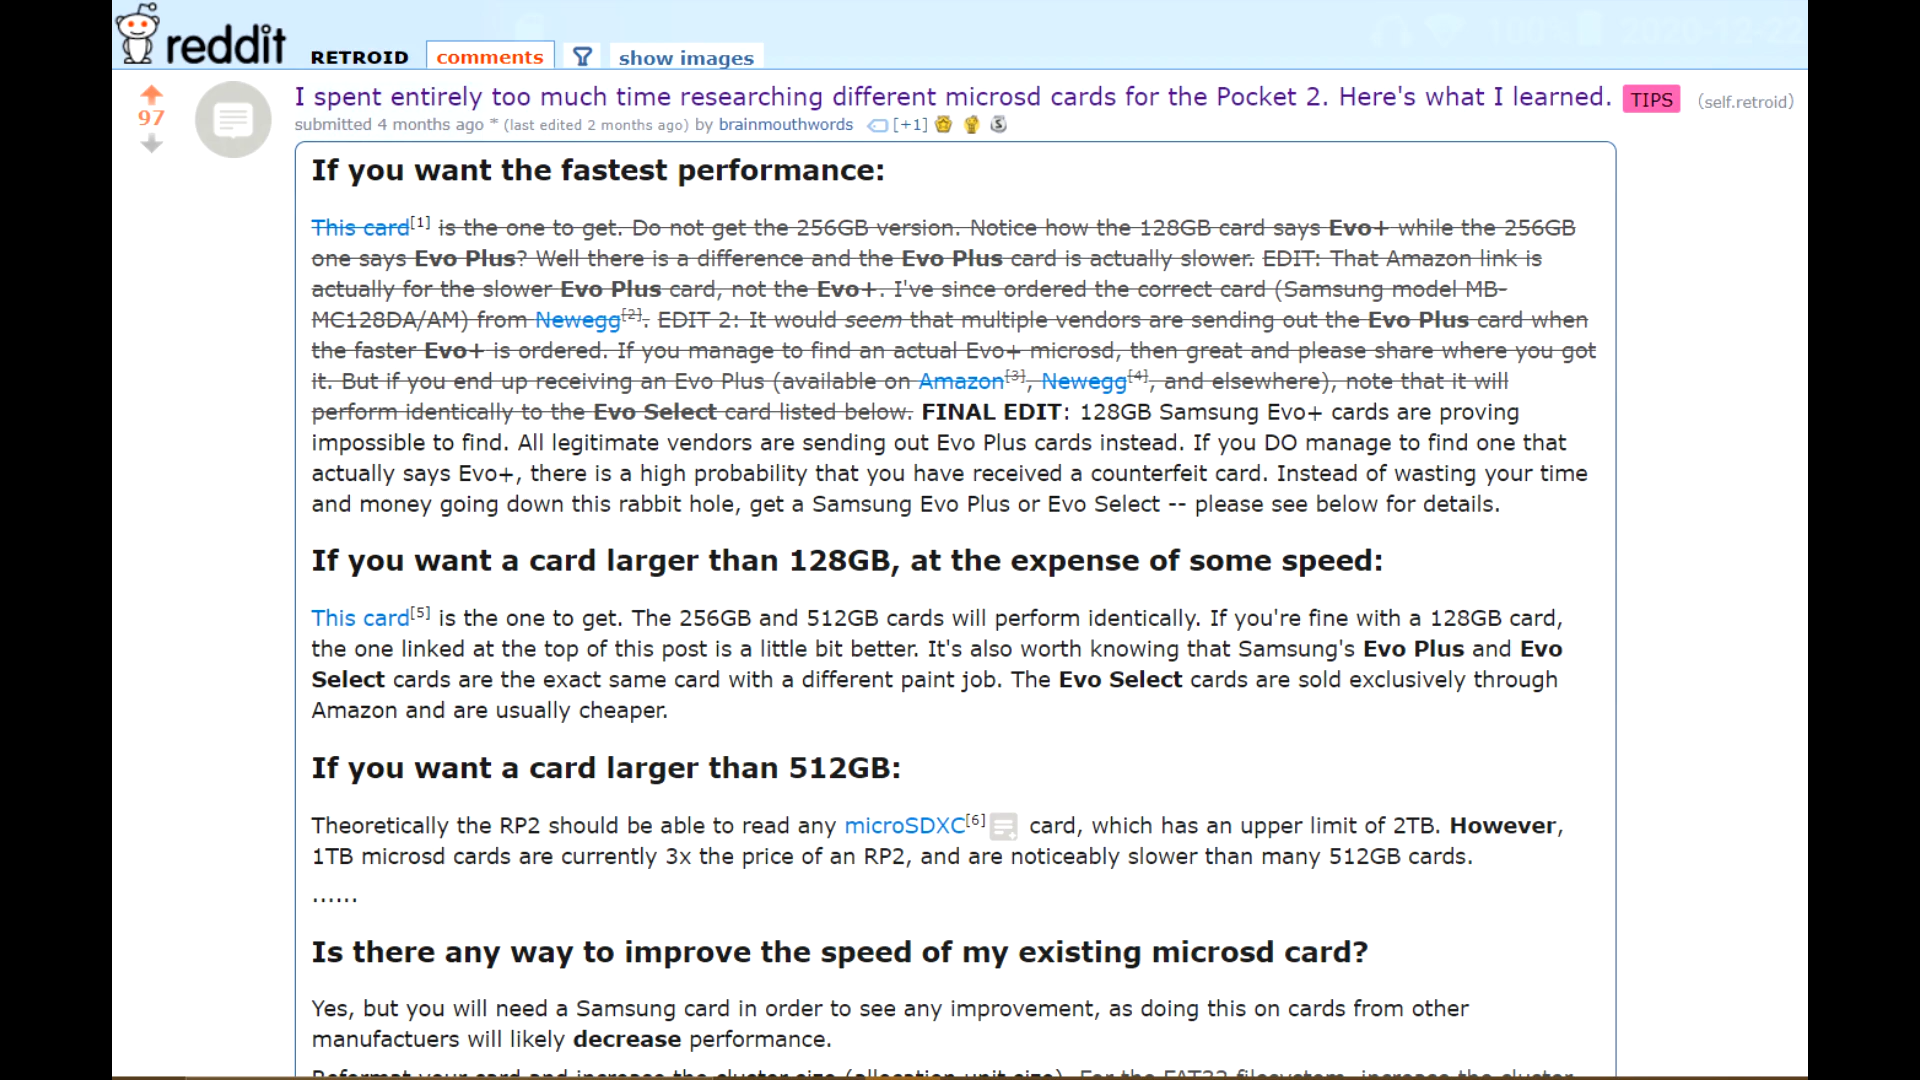 reddit RETROID comments show images
97
I spent entirely too much time researching different microsd cards for the Pocket 2. Here's what I learned. TIPS (self.retroid)
submitted 4 months ago * (last edited 2 months ago) by brainmouthwords [+1]
If you want the fastest performance:
This card[1] is the one to get. Do not get the 256GB version. Notice how the 128GB card says Evo+ while the 256GB
one says Evo Plus? Well there is a difference and the Evo Plus card is actually slower. EDIT: That Amazon link is
actually for the slower Evo Plus card, not the Evo+. I've since ordered the correct card (Samsung model MB-
MC128DA/AM) from Newegg[2]. EDIT 2: It would seem that multiple vendors are sending out the Evo Plus card when
the faster Evo+ is ordered. If you manage to find an actual Evo+ microsd, then great and please share where you got
it. But if you end up receiving an Evo Plus (available on Amazon[3], Newegg[4], and elsewhere), note that it will
perform identically to the Evo Select card listed below. FINAL EDIT: 128GB Samsung Evo+ cards are proving
impossible to find. All legitimate vendors are sending out Evo Plus cards instead. If you DO manage to find one that
actually says Evo+, there is a high probability that you have received a counterfeit card. Instead of wasting your time
and money going down this rabbit hole, get a Samsung Evo Plus or Evo Select -- please see below for details.
If you want a card larger than 128GB, at the expense of some speed:
This card[5] is the one to get. The 256GB and 512GB cards will perform identically. If you're fine with a 128GB card,
the one linked at the top of this post is a little bit better. It's also worth knowing that Samsung's Evo Plus and Evo
Select cards are the exact same card with a different paint job. The Evo Select cards are sold exclusively through
Amazon and are usually cheaper.
If you want a card larger than 512GB:
Theoretically the RP2 should be able to read any microSDXC[6] card, which has an upper limit of 2TB. However,
1TB microsd cards are currently 3x the price of an RP2, and are noticeably slower than many 512GB cards.
......
Is there any way to improve the speed of my existing microsd card?
Yes, but you will need a Samsung card in order to see any improvement, as doing this on cards from other
manufactuers will likely decrease performance.
Reformat your card and increase the cluster size (allocation unit size). For the FAT32 filesystem, increase the cluster